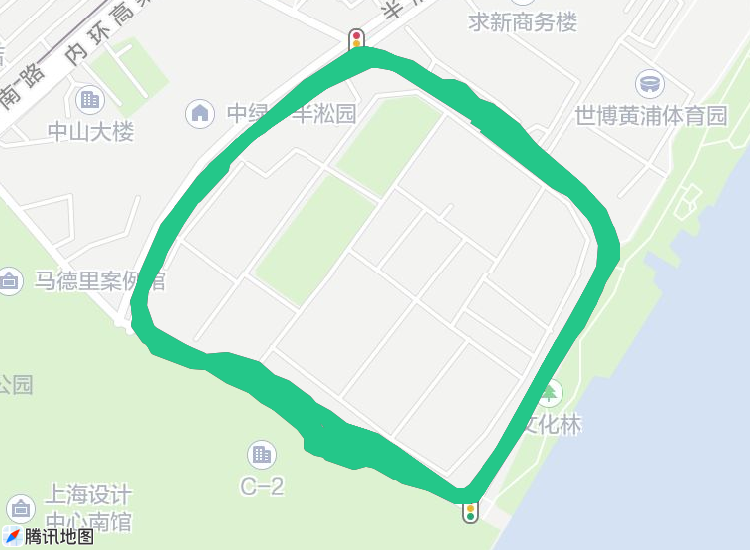 求新商务楼
内环高架
半淞
南路
中山大楼
中绿 半淞园
世博黄浦体育园
马德里案例馆
公园
文化林
C-2
上海设计
中心南馆
腾讯地图